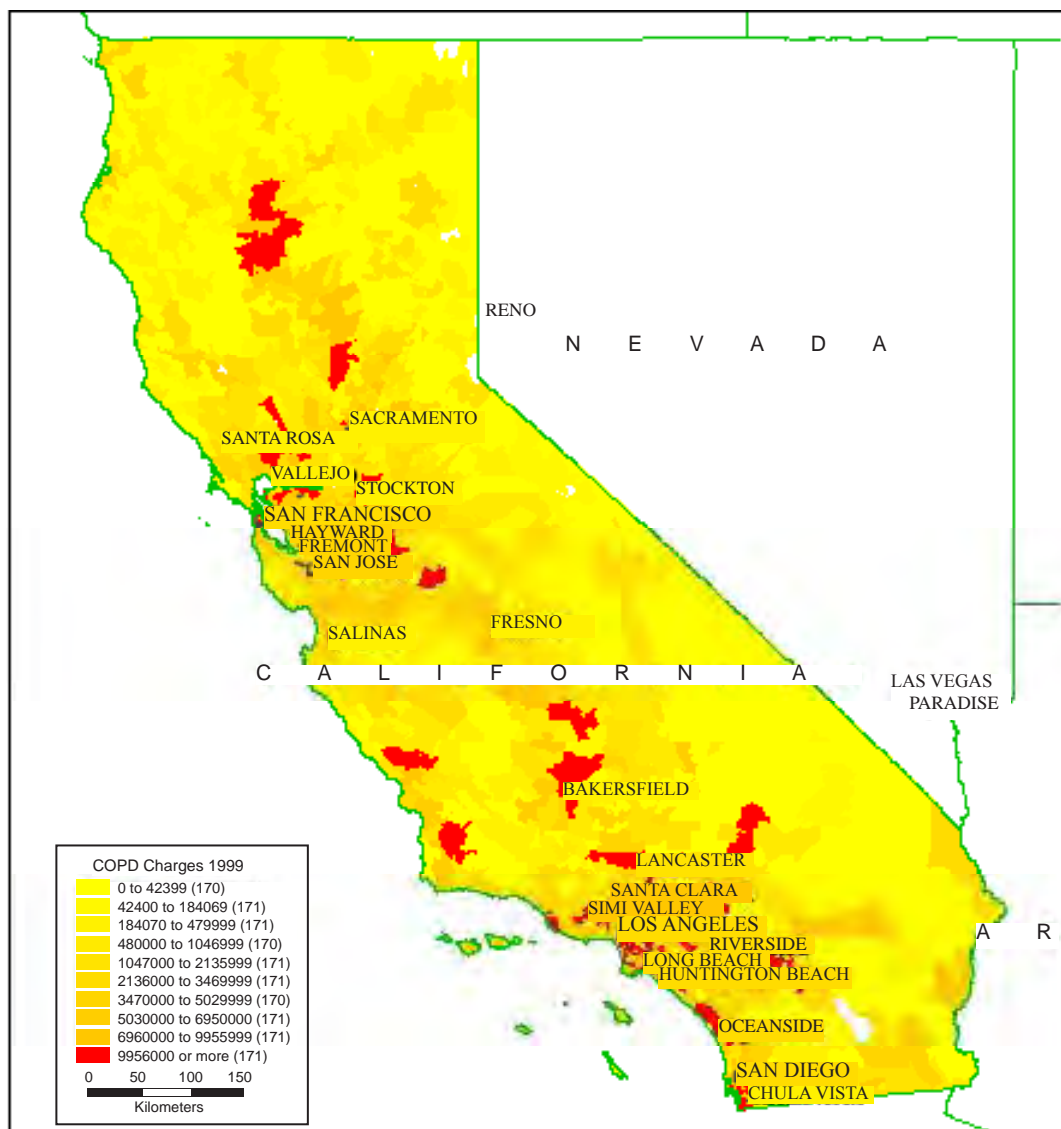 RENO
N E V A D A
SACRAMENTO
SANTA ROSA
VALLEJO
STOCKTON
SAN FRANCISCO
HAYWARD
FREMONT
SAN JOSE
FRESNO
SALINAS
C A L I F O R N I A
LAS VEGAS
PARADISE
BAKERSFIELD
LANCASTER
SANTA CLARA
SIMI VALLEY
LOS ANGELES
A R
RIVERSIDE
LONG BEACH
HUNTINGTON BEACH
OCEANSIDE
SAN DIEGO
CHULA VISTA
COPD Charges 1999
0 to 42399 (170)
42400 to 184069 (171)
184070 to 479999 (171)
480000 to 1046999 (170)
1047000 to 2135999 (171)
2136000 to 3469999 (171)
3470000 to 5029999 (170)
5030000 to 6950000 (171)
6960000 to 9955999 (171)
9956000 or more (171)
0 50 100 150
Kilometers